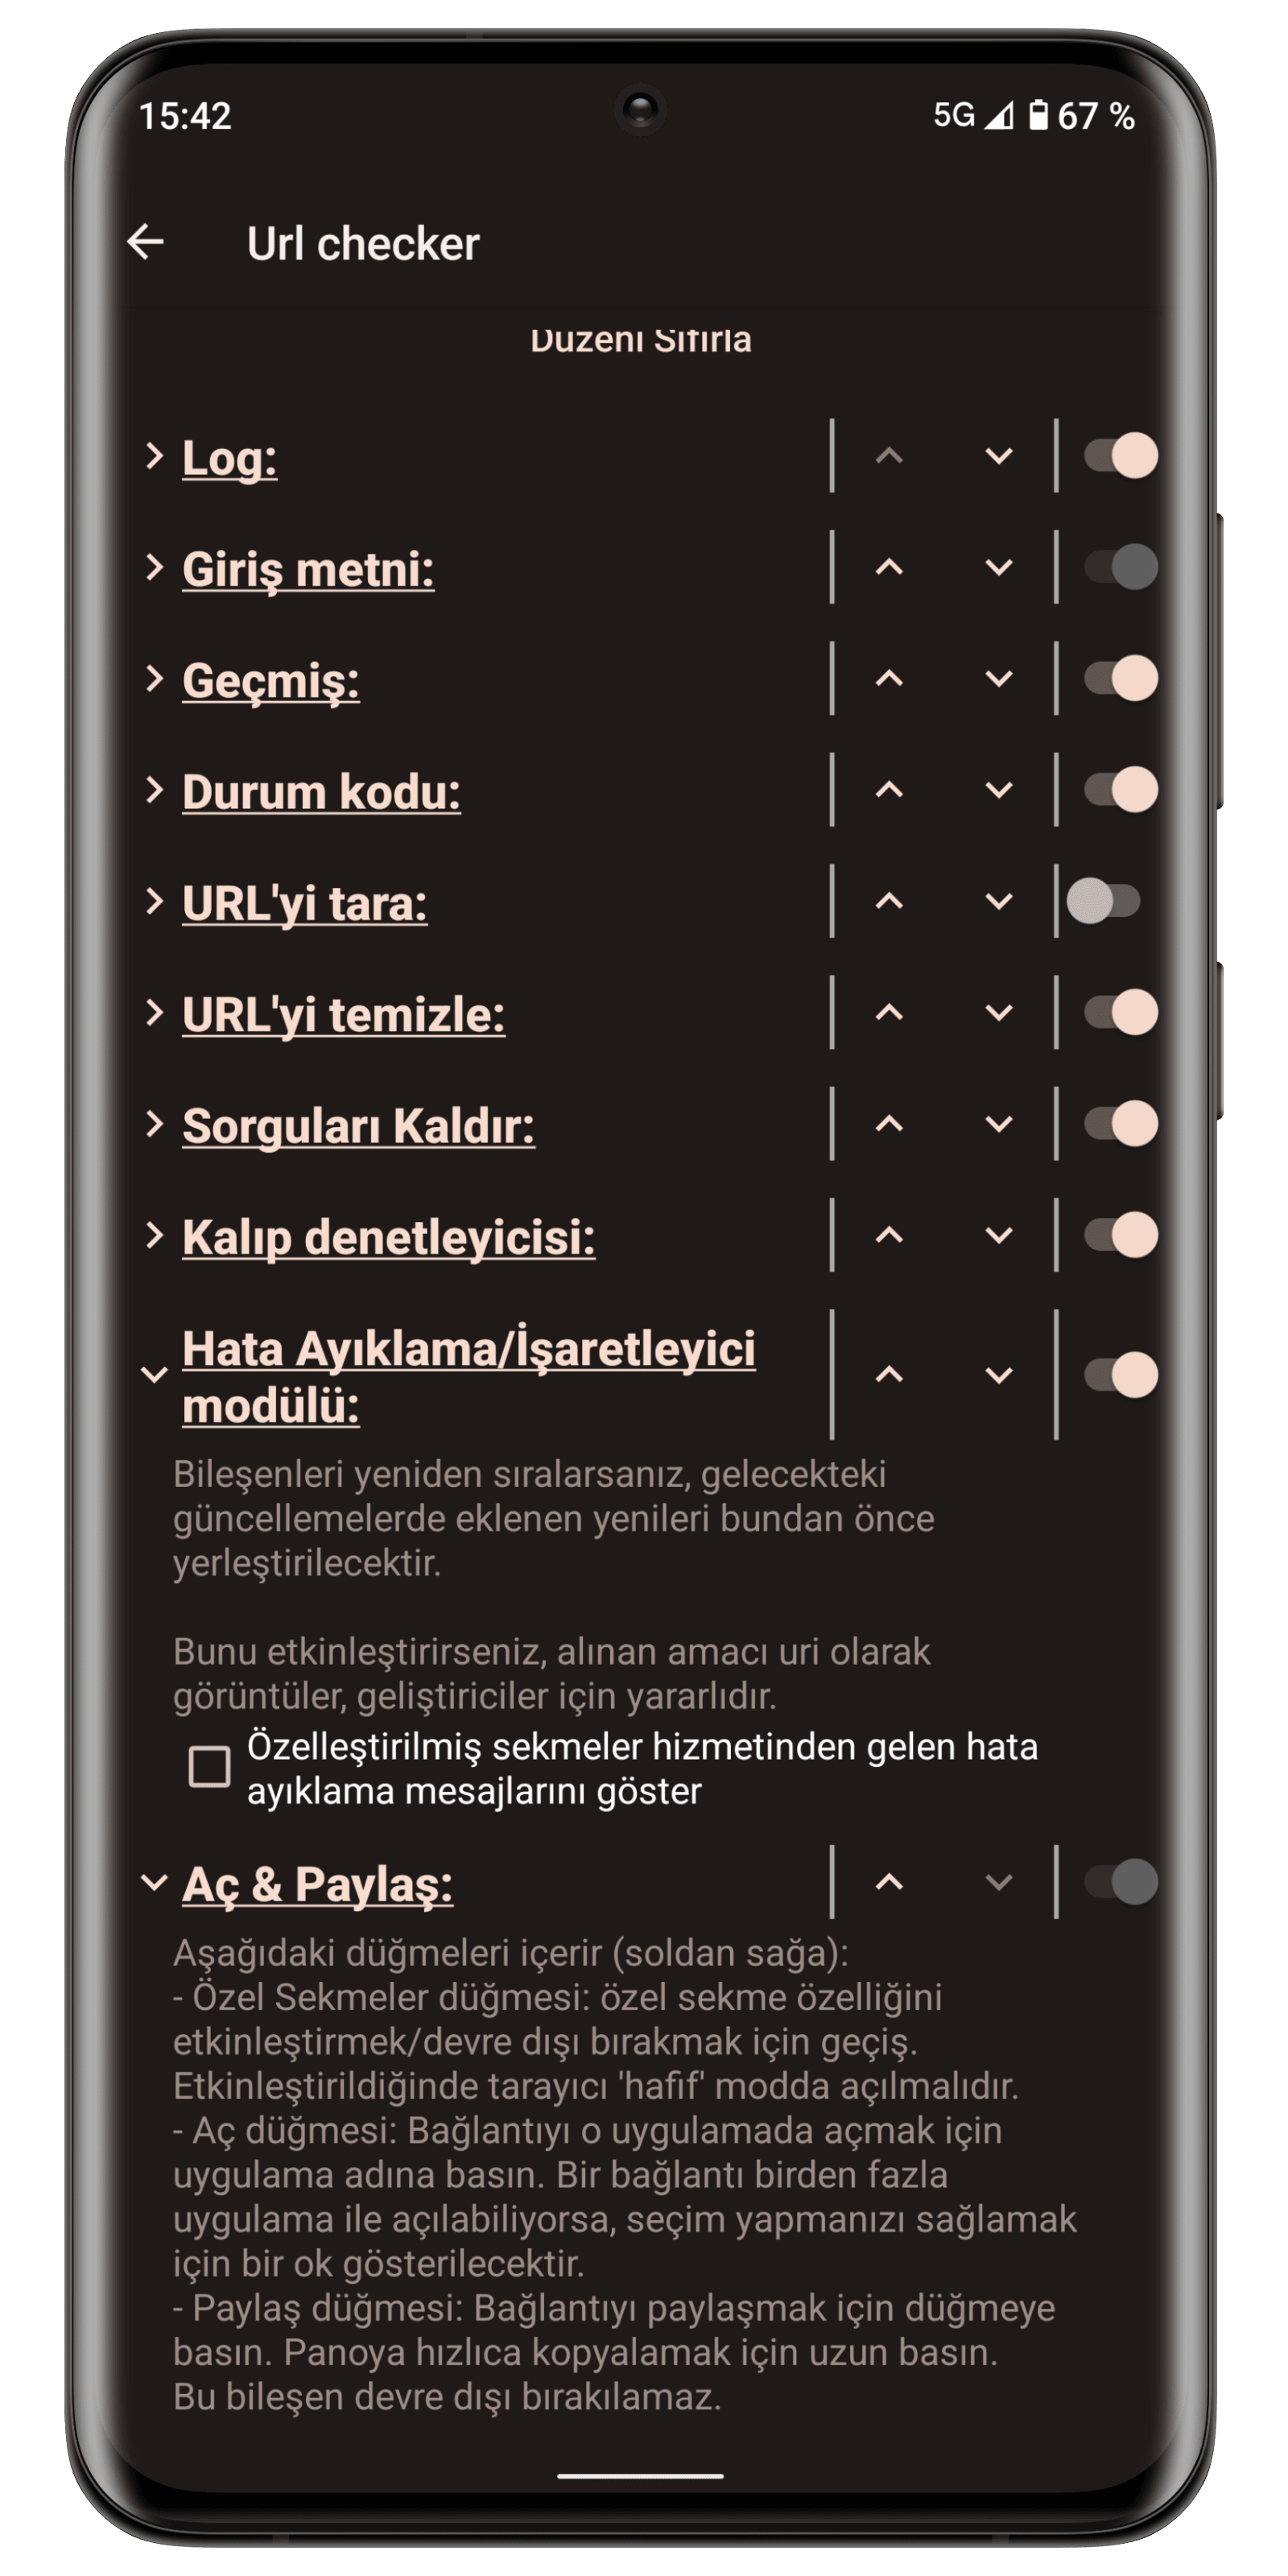 15:42
5G 67 %
Url checker
Düzeni Sıfırla
Log:
Giriş metni:
Geçmiş:
Durum kodu:
URL'yi tara:
URL'yi temizle:
Sorguları Kaldır:
Kalıp denetleyicisi:
Hata Ayıklama/İşaretleyici
modülü:
Bileşenleri yeniden sıralarsanız, gelecekteki
güncellemelerde eklenen yenileri bundan önce
yerleştirilecektir.
Bunu etkinleştirirseniz, alınan amacı uri olarak
görüntüler, geliştiriciler için yararlıdır.
Özelleştirilmiş sekmeler hizmetinden gelen hata
ayıklama mesajlarını göster
Aç & Paylaş:
Aşağıdaki düğmeleri içerir (soldan sağa):
- Özel Sekmeler düğmesi: özel sekme özelliğini
etkinleştirmek/devre dışı bırakmak için geçiş.
Etkinleştirildiğinde tarayıcı 'hafif' modda açılmalıdır.
- Aç düğmesi: Bağlantıyı o uygulamada açmak için
uygulama adına basın. Bir bağlantı birden fazla
uygulama ile açılabiliyorsa, seçim yapmanızı sağlamak
için bir ok gösterilecektir.
- Paylaş düğmesi: Bağlantıyı paylaşmak için düğmeye
basın. Panoya hızlıca kopyalamak için uzun basın.
Bu bileşen devre dışı bırakılamaz.